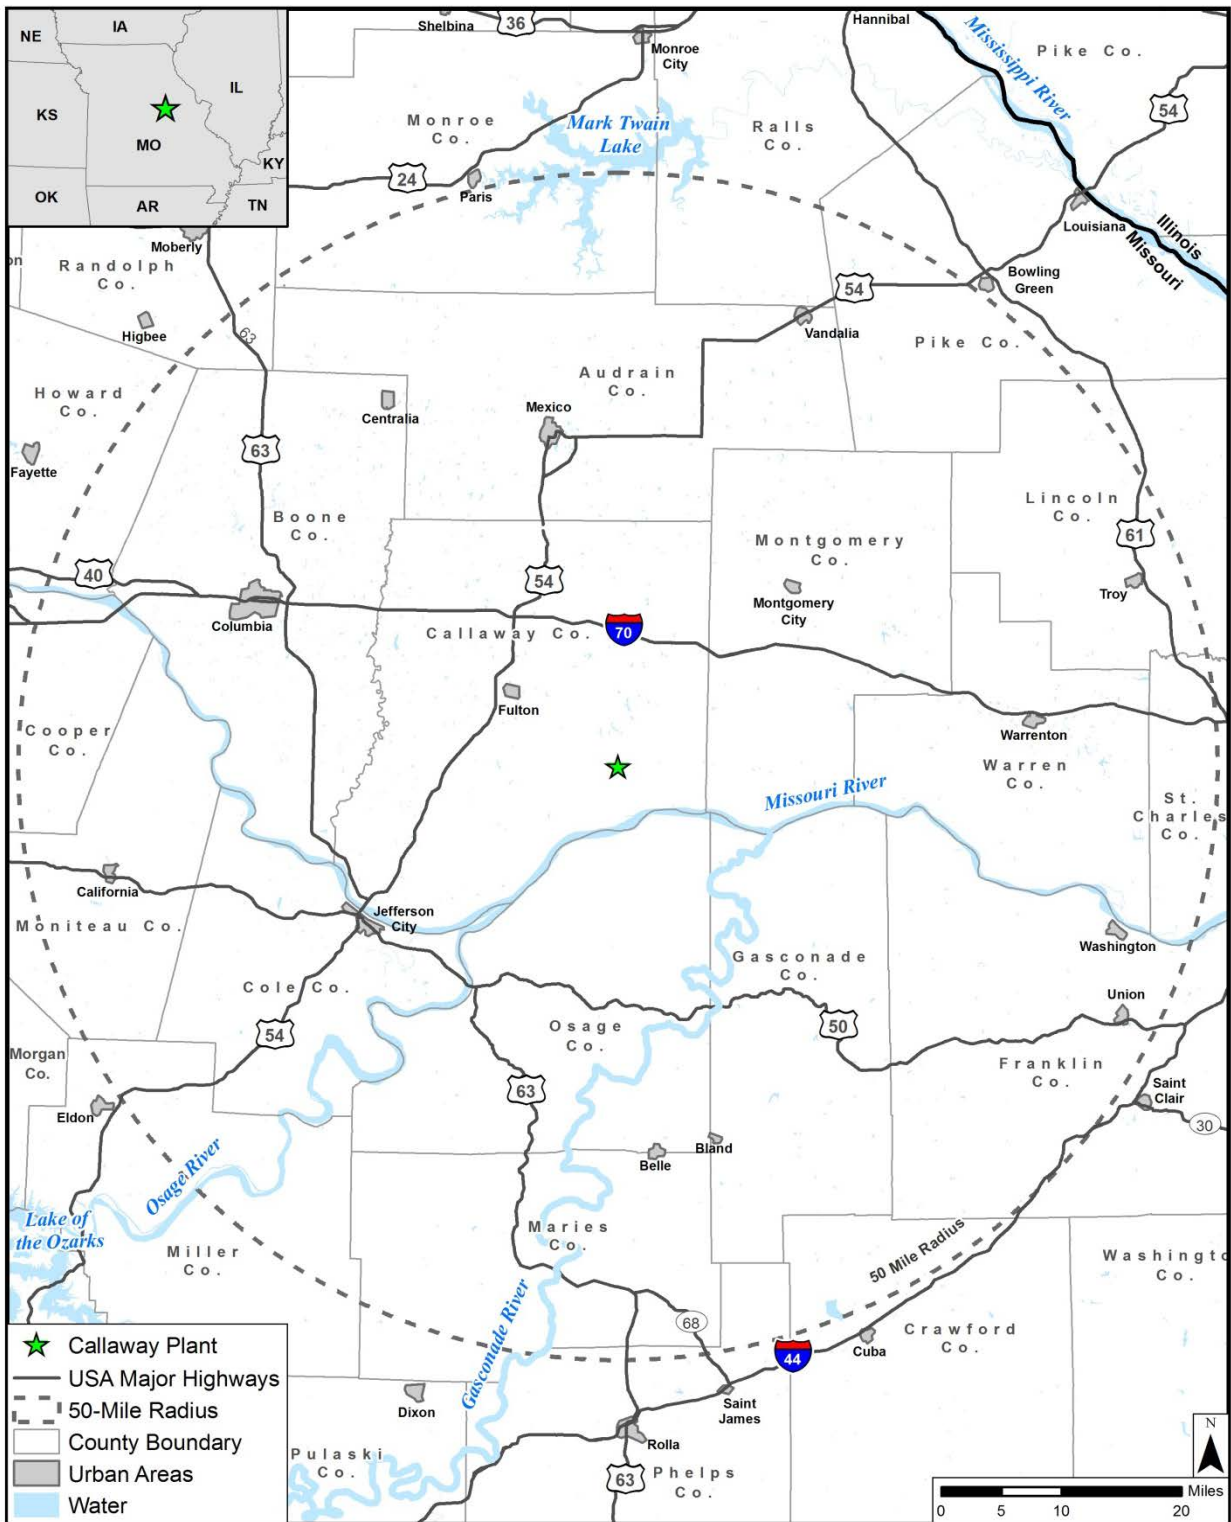 NE
IA
KS
IL
MO
KY
OK
AR
TN
Shelbina
36
Monroe
City
Hannibal
Mississippi River
Pike Co.
54
Monroe
Co.
Mark Twain
Lake
Ralls
Co.
24
Paris
Louisiana
Illinois
Missouri
Moberly
on
Randolph
Co.
Higbee
63
54
Bowling
Green
Vandalia
Pike Co.
Howard
Co.
Fayette
Centralia
Audrain
Co.
Mexico
63
Boone
Co.
Lincoln
Co.
61
Montgomery
Co.
Montgomery
City
Troy
40
54
Columbia
Callaway Co.
70
Fulton
Cooper
Co.
Warrenton
Warren
Co.
St.
Charles
Co.
Missouri River
California
Moniteau Co.
Jefferson
City
Washington
Gasconade
Co.
Cole Co.
Union
54
Osage
Co.
50
Morgan
Co.
Franklin
Co.
63
Saint
Clair
30
Eldon
Bland
Belle
Osage River
Lake of
the Ozarks
Maries
Co.
Miller
Co.
50 Mile Radius
Washingto
Co.
Gasconade River
68
44
Cuba
Crawford
Co.
Dixon
Saint
James
Rolla
Pulaski
Co.
63
Phelps
Co.
Callaway Plant
USA Major Highways
50-Mile Radius
County Boundary
Urban Areas
Water
N
Miles
0 5 10 20